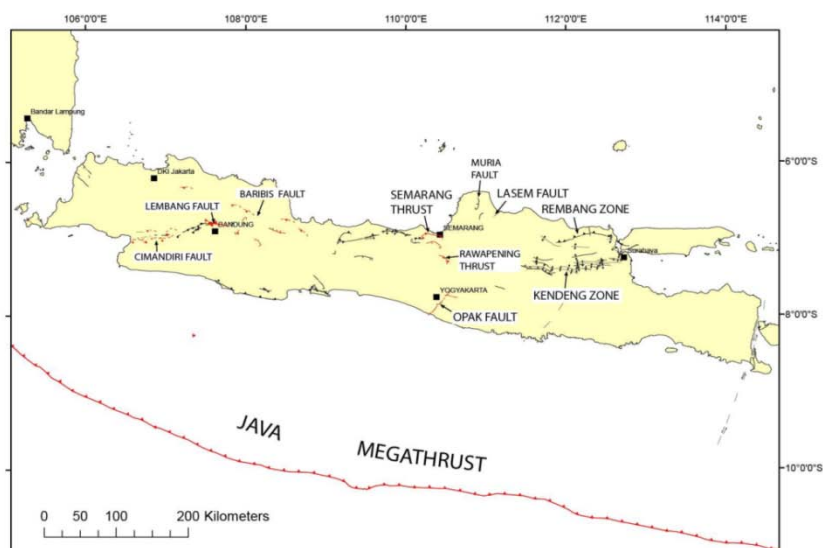 106°0'0"E
108°0'0"E
110°0'0"E
112°0'0"E
114°0'0"E
Bandar Lampung
DKI Jakarta
6°0'0"S
MURIA
FAULT
SEMARANG
THRUST
LASEM FAULT
BARIBIS FAULT
LEMBANG FAULT
REMBANG ZONE
BANDUNG
SEMARANG
CIMANDIRI FAULT
RAWAPENING
THRUST
Surabaya
KENDENG ZONE
YOGYAKARTA
OPAK FAULT
8°0'0"S
JAVA
MEGATHRUST
10°0'0"S
0 50 100 200 Kilometers